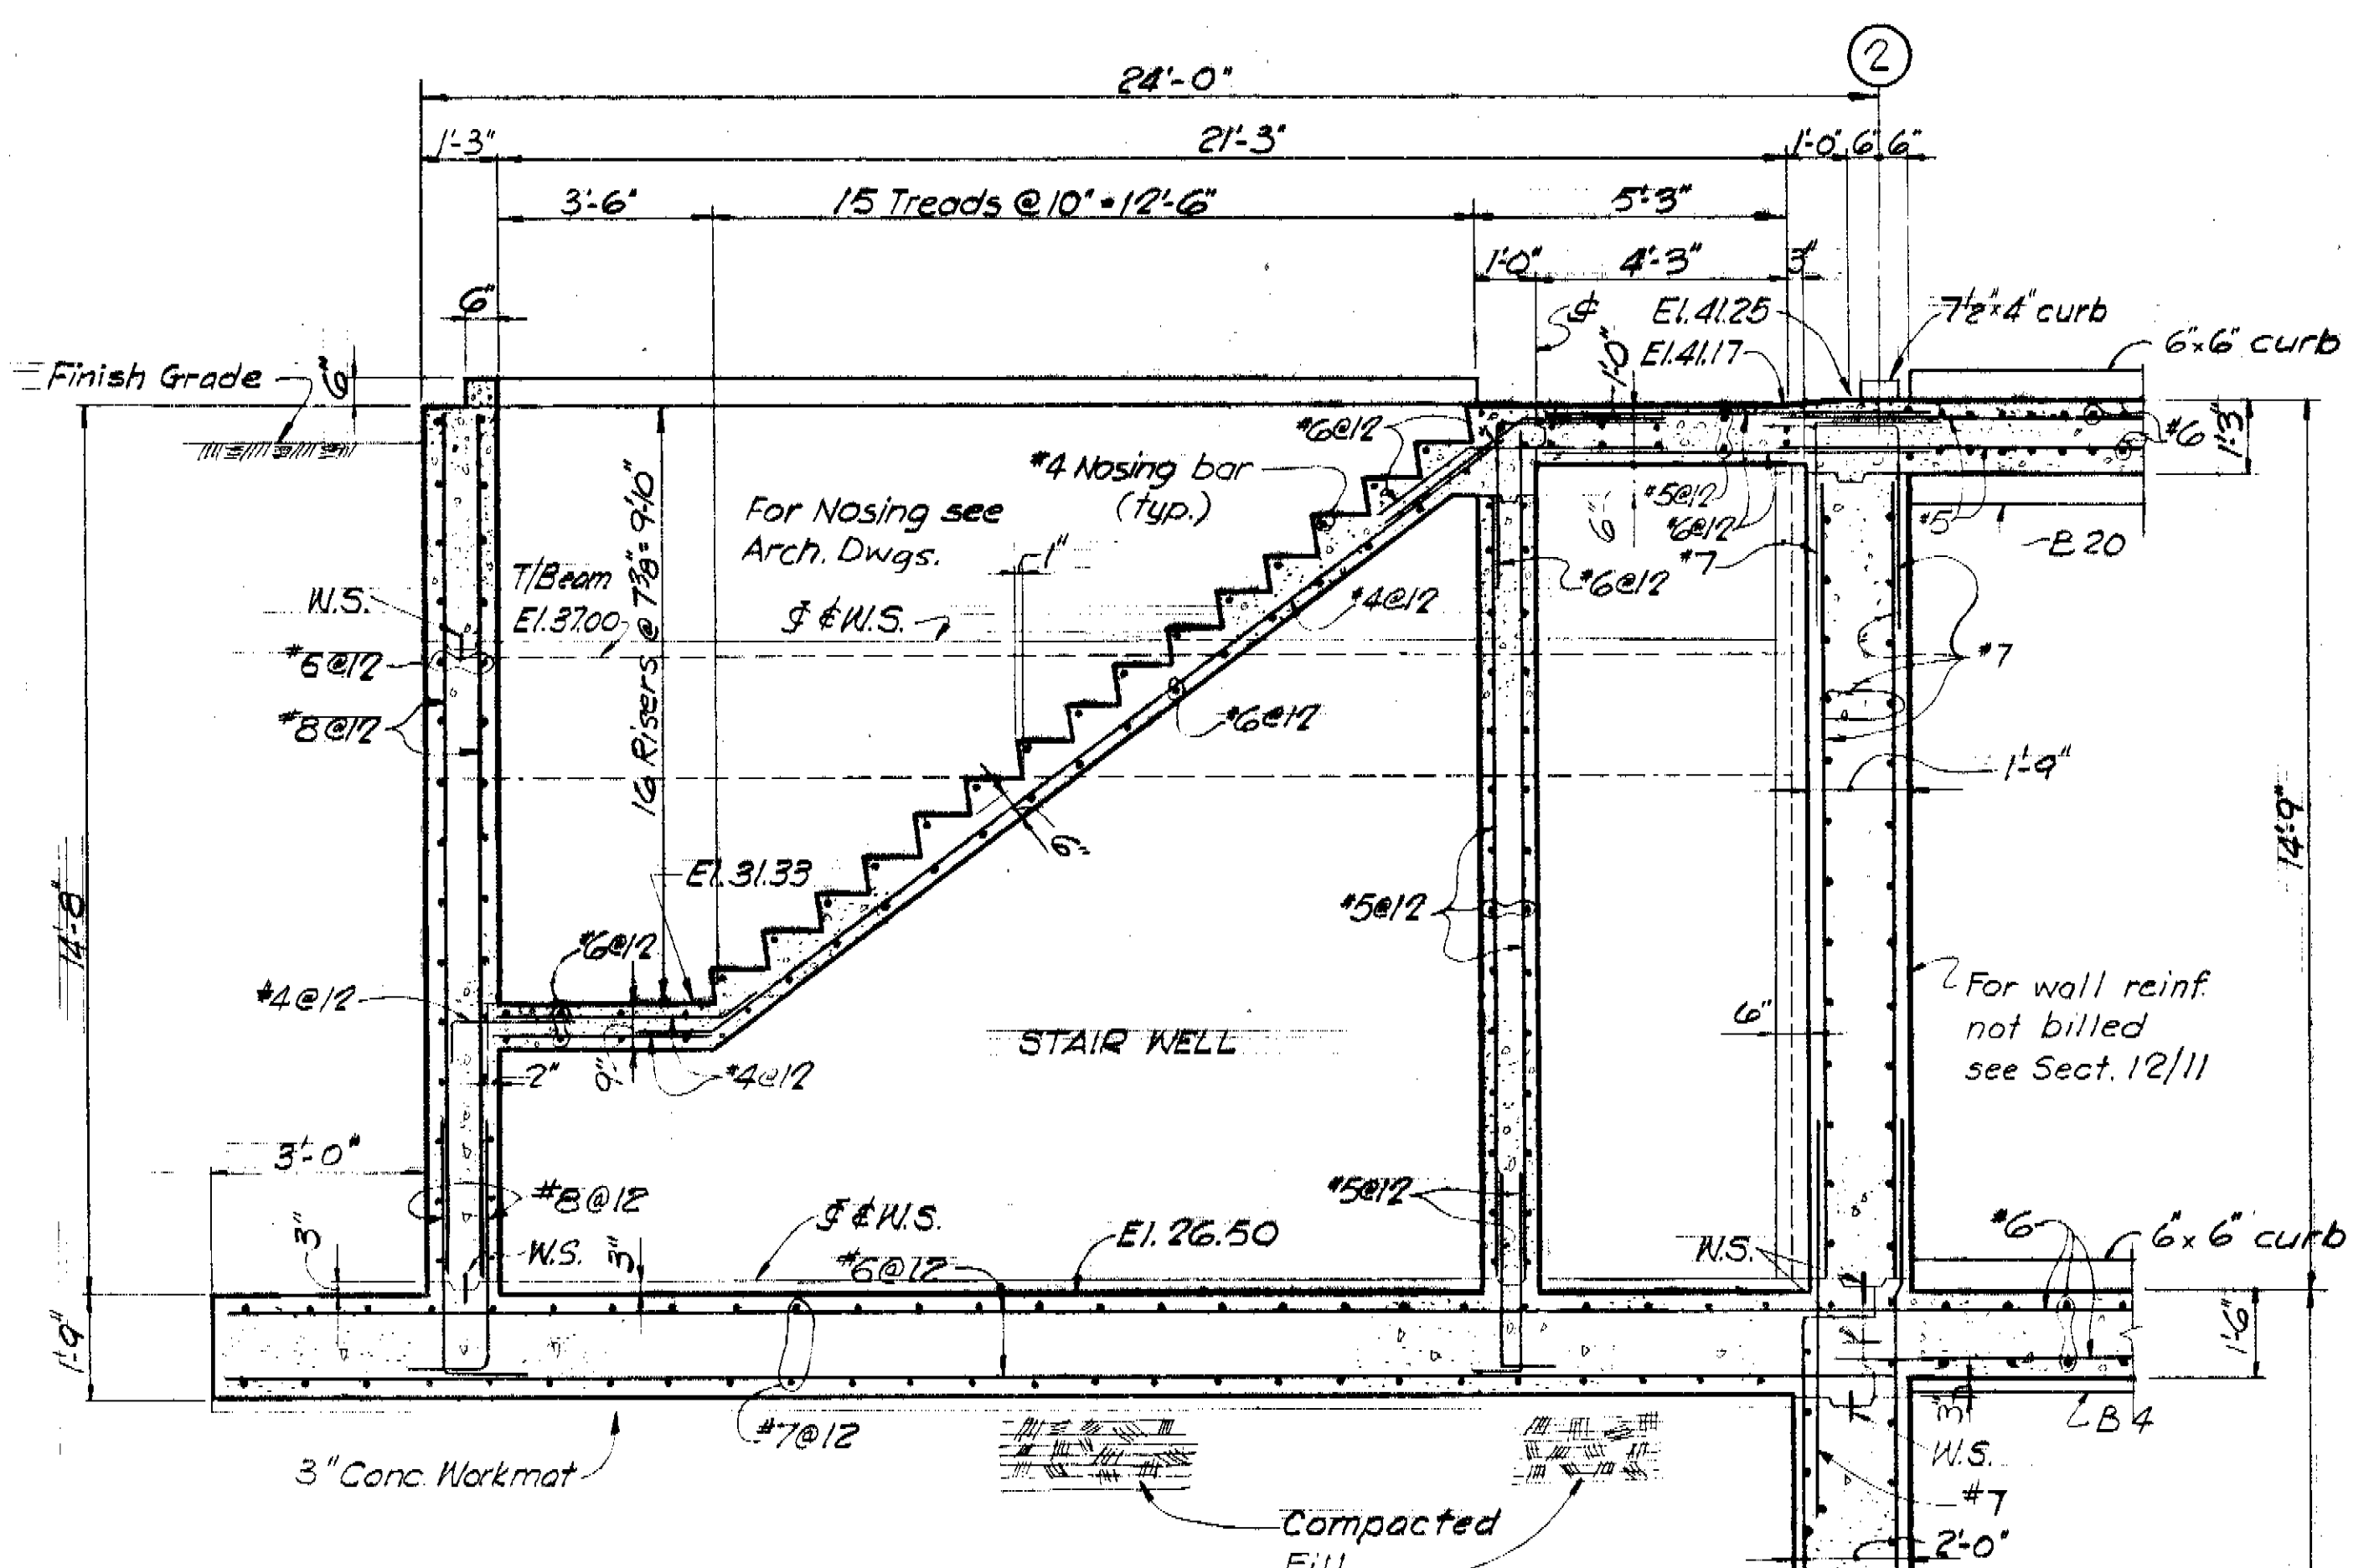 2
24'-0"
1'-3"
21'-3"
1'-0"
6"
6"
3'-6"
15 Treads @ 10" = 12'-6"
5'-3"
1'-0"
4'-3"
3"
6"
El. 41.25
7½"x4" curb
6"x6" curb
Finish Grade
6"
1'-0"
El. 41.17
#6@12
#6
1'-3"
#4 Nosing bar
(typ.)
For Nosing see
Arch. Dwgs.
16 Risers @ 7⅜" = 9'-10"
#5@12
#6@12
6"
#5
B 20
1"
#7
#6@12
T/Beam
El. 37.00
W.S.
& W.S.
#4@12
#6@12
#7
#8@12
#6@12
1'-9"
14'-9"
6"
El. 31.33
14'-8"
#5@12
#6@12
#4@12
For wall reinf.
not billed
see Sect. 12/11
6"
STAIR WELL
2"
9"
#4@12
3'-0"
#8@12
#5@12
3"
W.S.
3"
& W.S.
El. 26.50
#6@12
W.S.
#6
6"x 6" curb
1'-9"
1'-6"
#7@12
3"
B 4
3" Conc. Workmat
W.S.
#7
Compacted
Fill
2'-0"